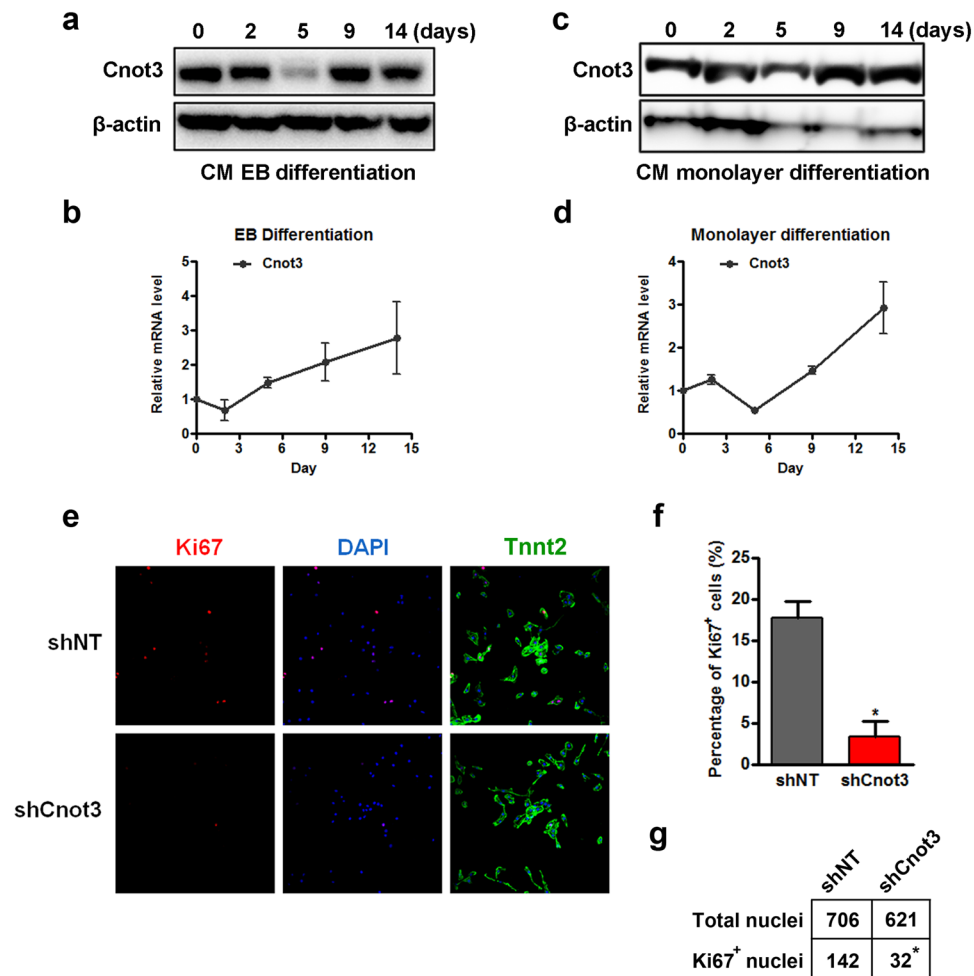 a
0 2 5 9 14 (days)
Cnot3
β-actin
CM EB differentiation
c
0 2 5 9 14 (days)
Cnot3
β-actin
CM monolayer differentiation
b
EB Differentiation
Cnot3
Relative mRNA level
5
4
3
2
1
0
0 3 6 9 12 15
Day
d
Monolayer differentiation
Cnot3
Relative mRNA level
4
3
2
1
0
0 3 6 9 12 15
Day
e
Ki67 DAPI Tnnt2
shNT
shCnot3
f
Percentage of Ki67⁺ cells (%)
25
20
15
10
5
0
*
shNT shCnot3
g
shNT shCnot3
Total nuclei 706 621
Ki67⁺ nuclei 142 32*